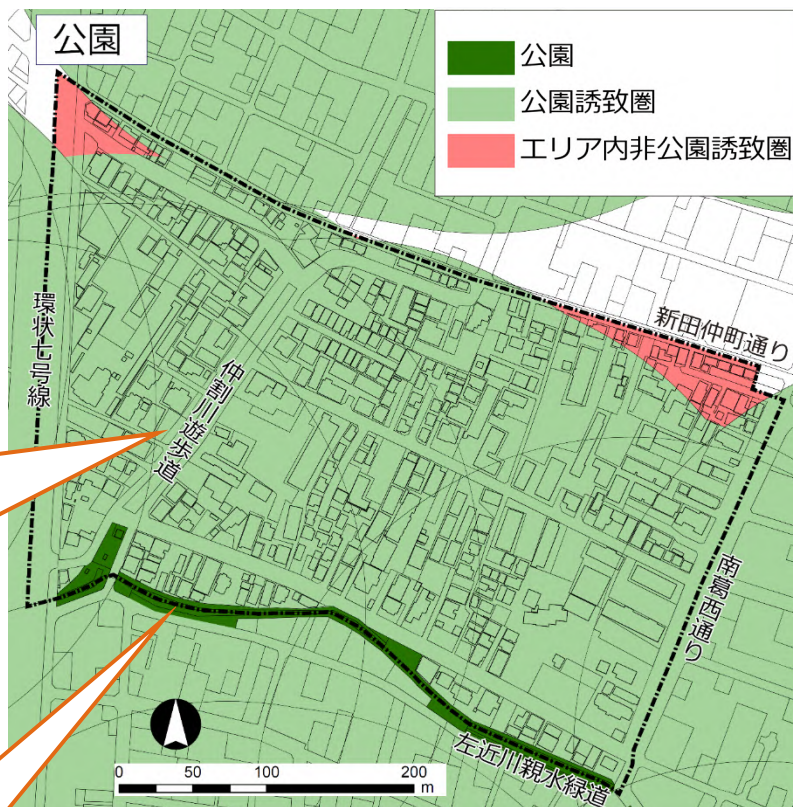 公園
公園
公園誘致圏
エリア内非公園誘致圏
新田仲町通り
環状七号線
仲割川遊歩道
南葛西通り
左近川親水緑道
0 50 100 200
m